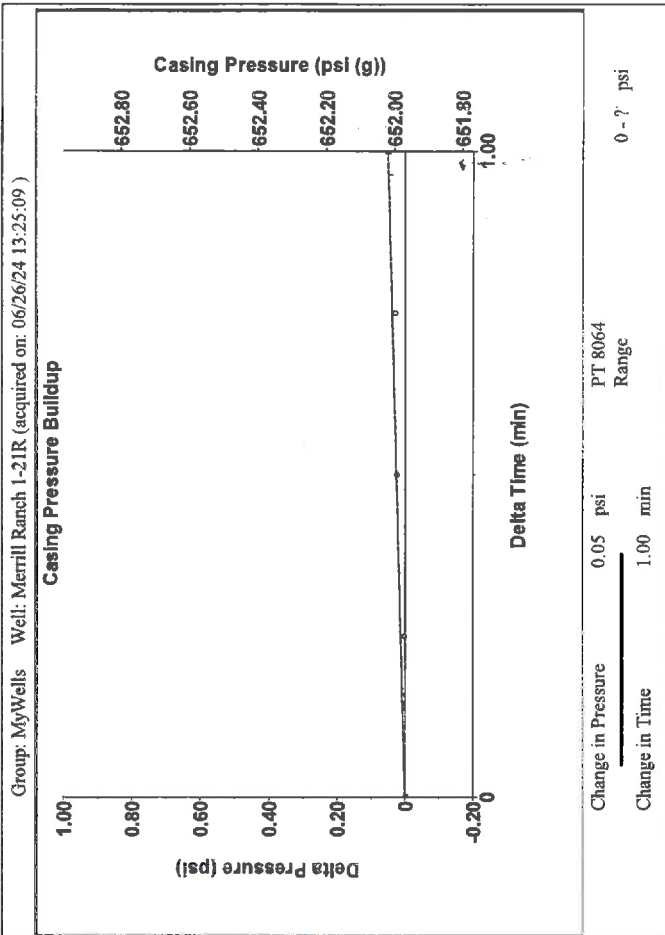 Group: MyWells Well: Merrill Ranch 1-21R (acquired on: 06/26/24 13:25:09 )
Casing Pressure Buildup
Casing Pressure (psi (g))
Delta Pressure (psi)
1.00
0.80
0.60
0.40
0.20
0
-0.20
652.80
652.60
652.40
652.20
652.00
651.80
0
1.00
Delta Time (min)
Change in Pressure 0.05 psi PT 8064
Range 0 - ? psi
Change in Time 1.00 min